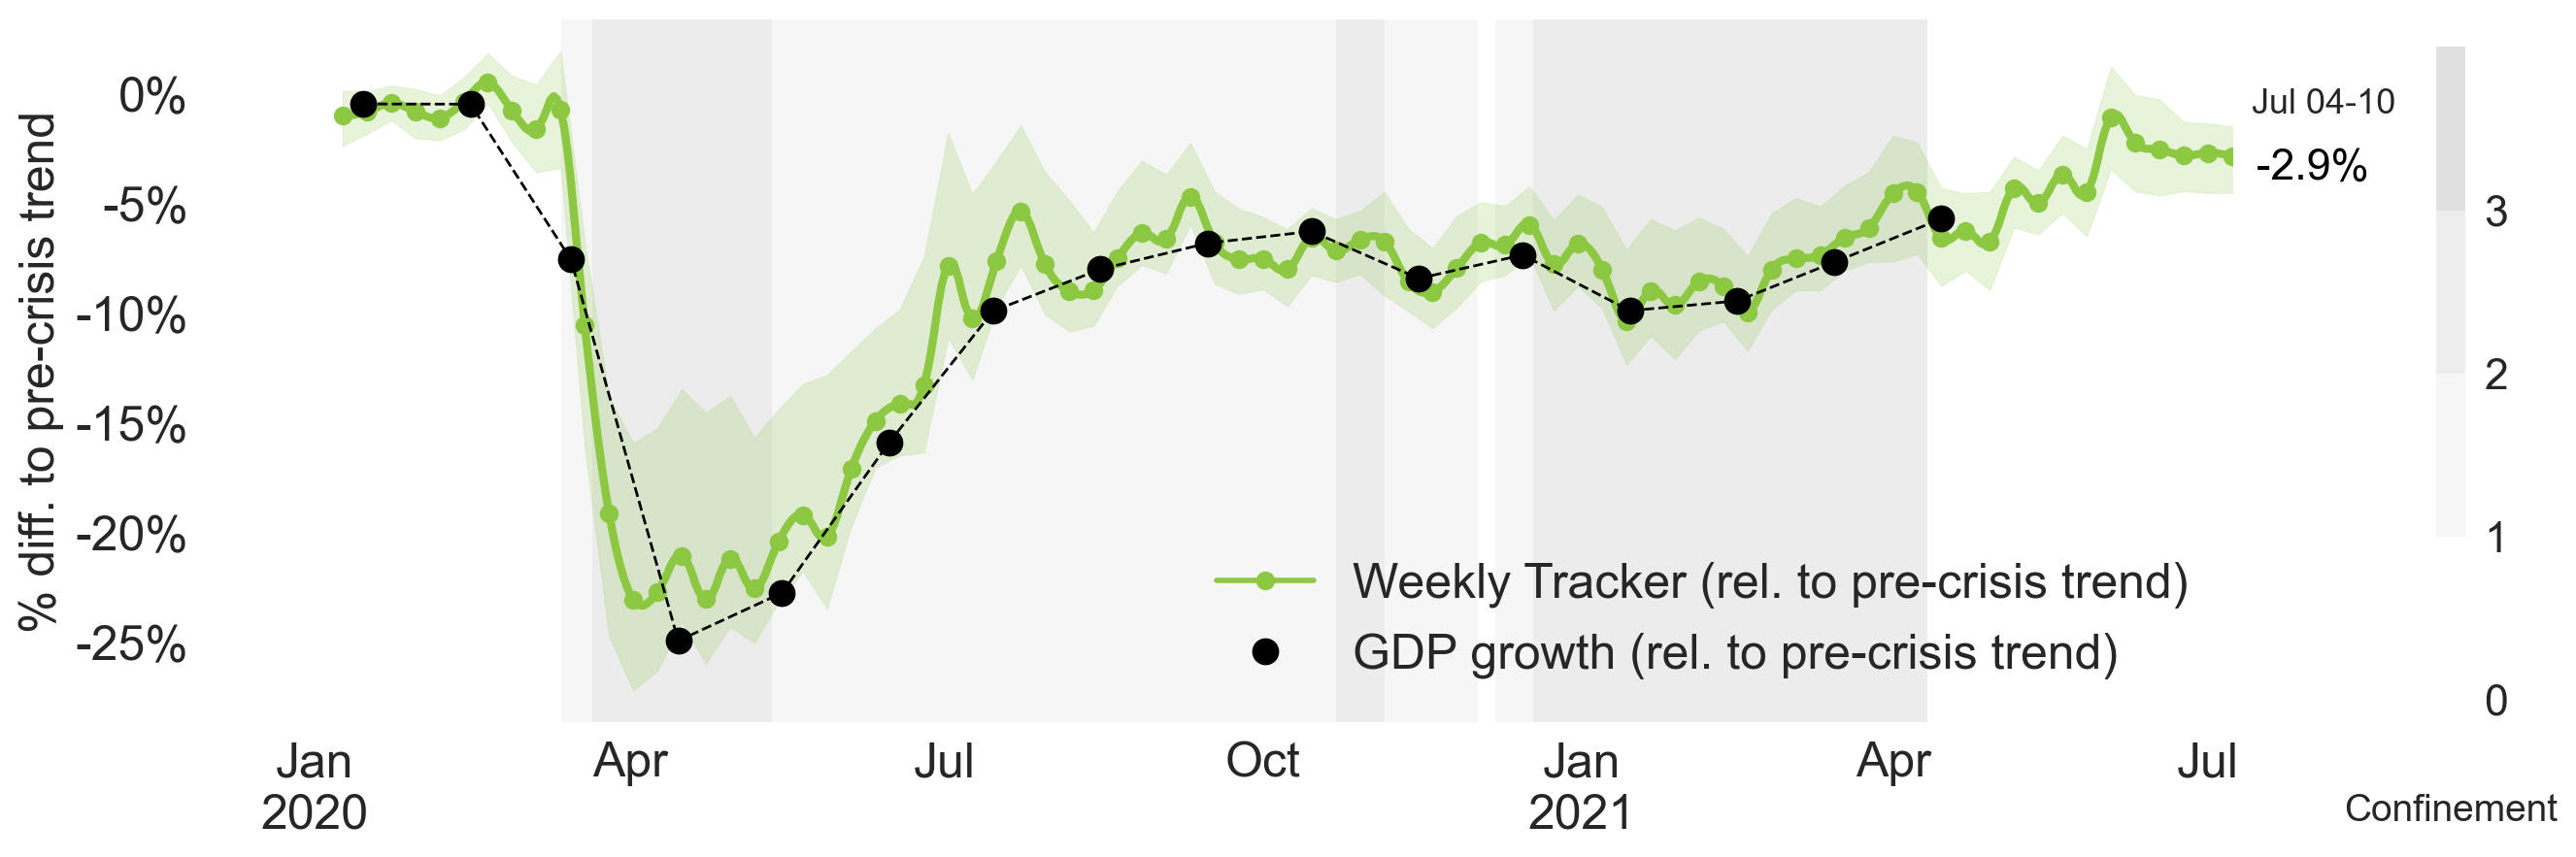 % diff. to pre-crisis trend
0%
-5%
-10%
-15%
-20%
-25%
Jul 04-10
-2.9%
3
2
1
0
Weekly Tracker (rel. to pre-crisis trend)
GDP growth (rel. to pre-crisis trend)
Jan
2020
Apr
Jul
Oct
Jan
2021
Apr
Jul
Confinement